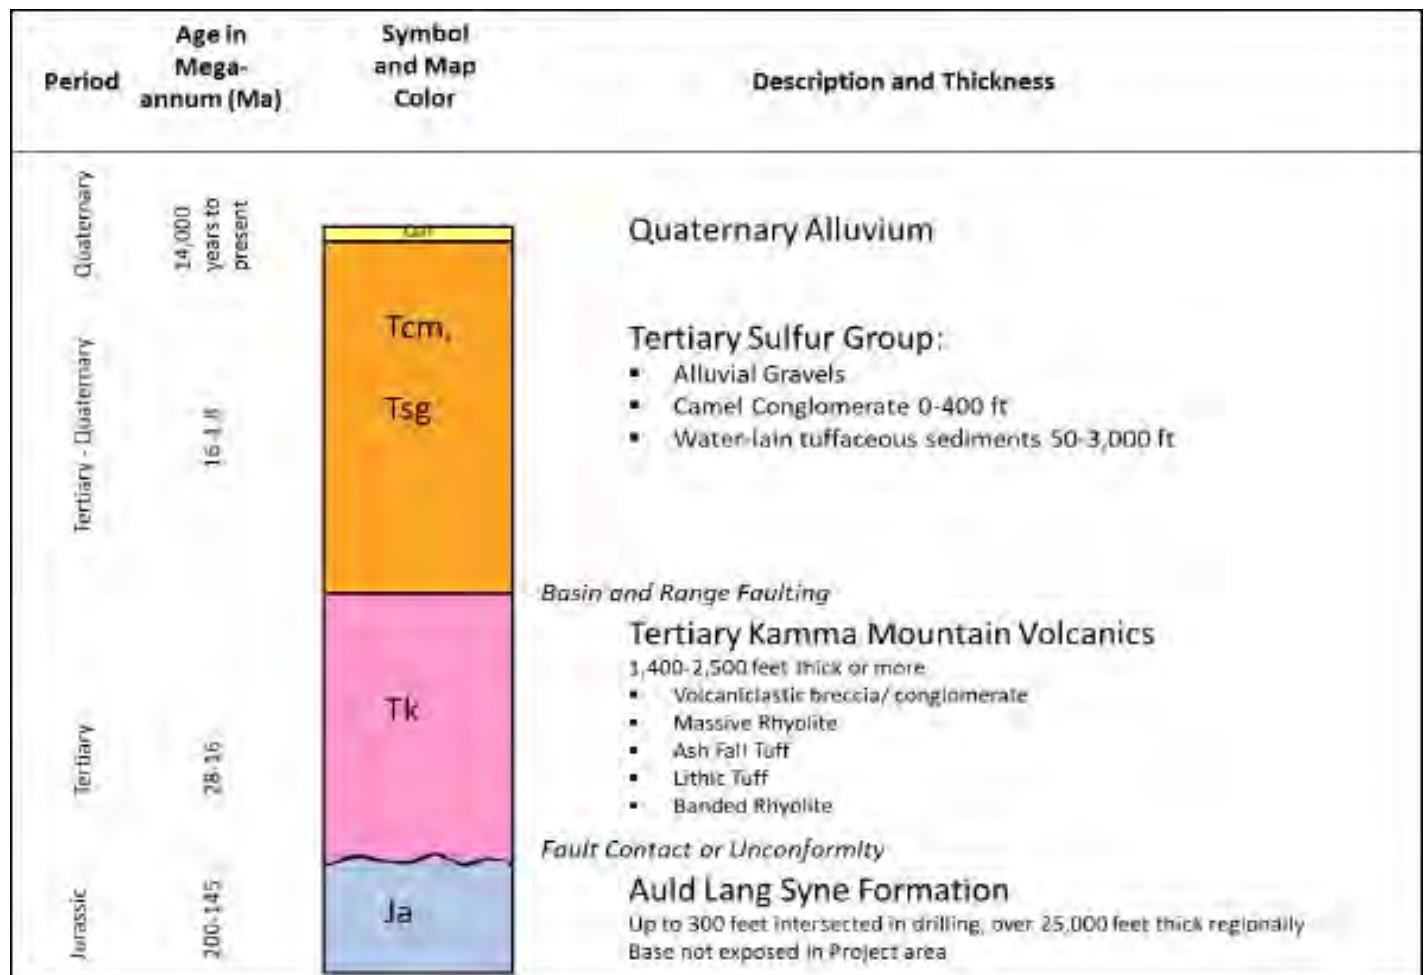 Period
Age in
Mega-
annum (Ma)
Symbol
and Map
Color
Description and Thickness
Quaternary
14,000
years to
present
Quaternary Alluvium
Tertiary - Quaternary
16-1.8
Tcm,
Tsg
Tertiary Sulfur Group:
▪ Alluvial Gravels
▪ Camel Conglomerate 0-400 ft
▪ Water-lain tuffaceous sediments 50-3,000 ft
Basin and Range Faulting
Tertiary
28-16
Tk
Tertiary Kamma Mountain Volcanics
1,400-2,500 feet thick or more
▪ Volcaniclastic breccia/ conglomerate
▪ Massive Rhyolite
▪ Ash Fall Tuff
▪ Lithic Tuff
▪ Banded Rhyolite
Fault Contact or Unconformity
Jurassic
200-145
Ja
Auld Lang Syne Formation
Up to 300 feet intersected in drilling, over 25,000 feet thick regionally
Base not exposed in Project area